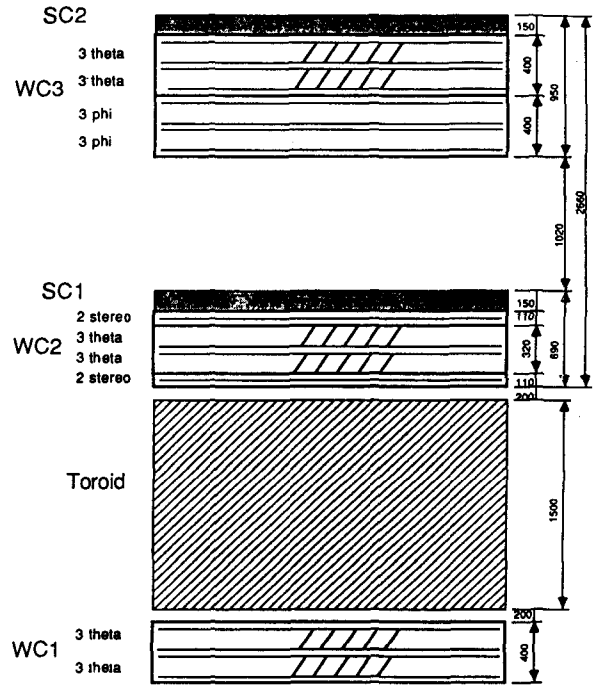 SC2
150
3 theta
3 theta
400
WC3
950
3 phi
3 phi
400
2660
1020
SC1
150
2 stereo
110
3 theta
WC2
3 theta
320
690
2 stereo
110
200
Toroid
1500
200
3 theta
WC1
3 theta
400